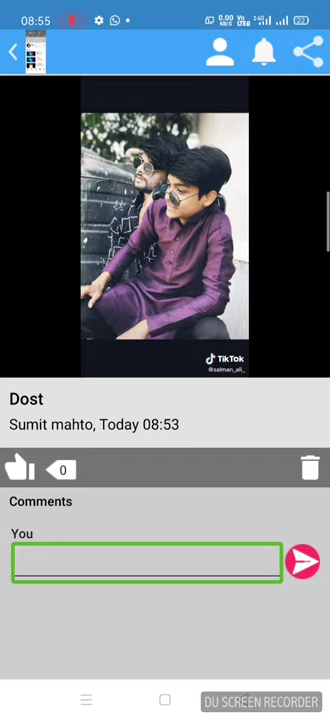 08:55
0.00
KB/S
Vo
LTE
4G
22
TikTok
@salman_ali_
Dost
Sumit mahto, Today 08:53
0
Comments
You
DU SCREEN RECORDER